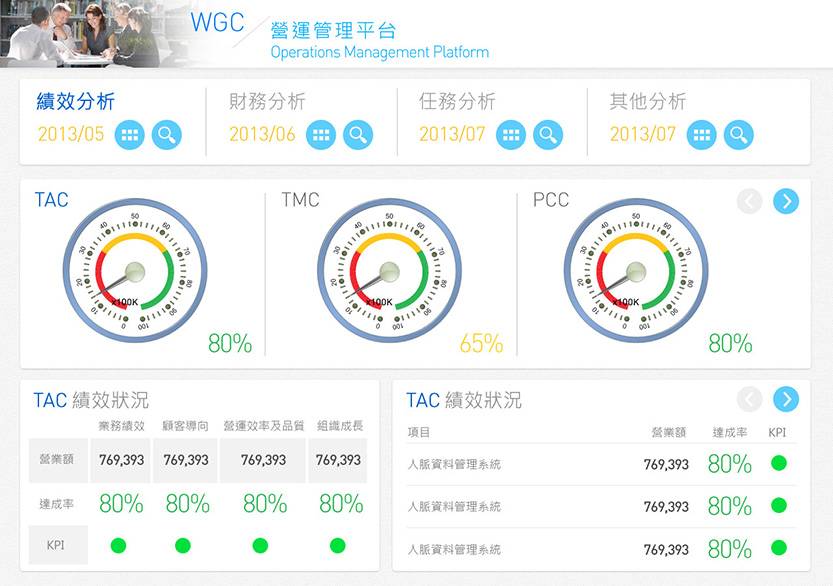 WGC
營運管理平台
Operations Management Platform
績效分析 財務分析 任務分析 其他分析
2013/05 2013/06 2013/07 2013/07
TAC TMC PCC
0 10 20 30 40 50 60 70 80 90 100
x100K
80%
0 10 20 30 40 50 60 70 80 90 100
x100K
65%
0 10 20 30 40 50 60 70 80 90 100
x100K
80%
TAC 績效狀況
業務績效 顧客導向 營運效率及品質 組織成長
營業額 769,393 769,393 769,393 769,393
達成率 80% 80% 80% 80%
KPI
TAC 績效狀況
項目 營業額 達成率 KPI
人脈資料管理系統 769,393 80%
人脈資料管理系統 769,393 80%
人脈資料管理系統 769,393 80%